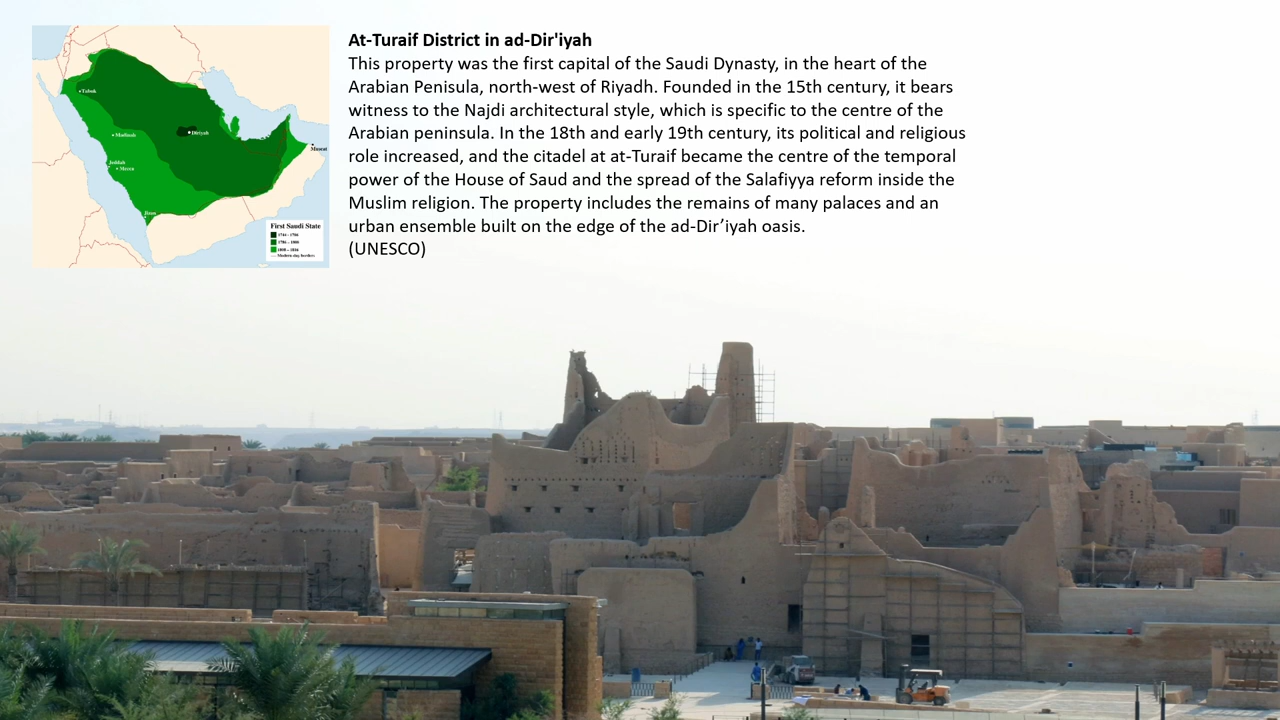 At-Turaif District in ad-Dir'iyah
This property was the first capital of the Saudi Dynasty, in the heart of the
Arabian Penisula, north-west of Riyadh. Founded in the 15th century, it bears
witness to the Najdi architectural style, which is specific to the centre of the
Arabian peninsula. In the 18th and early 19th century, its political and religious
role increased, and the citadel at at-Turaif became the centre of the temporal
power of the House of Saud and the spread of the Salafiyya reform inside the
Muslim religion. The property includes the remains of many palaces and an
urban ensemble built on the edge of the ad-Dir’iyah oasis.
(UNESCO)
Tabuk
Madinah
Diriyah
Muscat
Jeddah
Mecca
Jizan
First Saudi State
Modern day borders